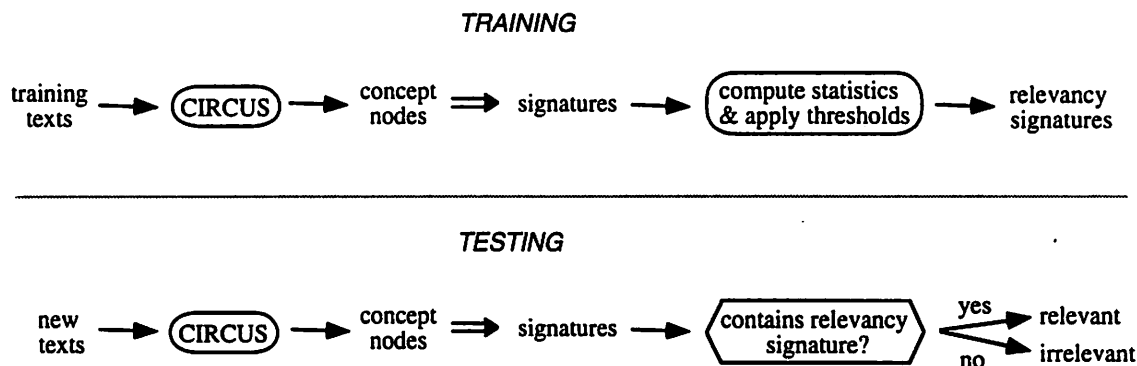 TRAINING
training
texts
CIRCUS
concept
nodes
signatures
compute statistics
& apply thresholds
relevancy
signatures
TESTING
new
texts
CIRCUS
concept
nodes
signatures
contains relevancy
signature?
yes
relevant
no
irrelevant